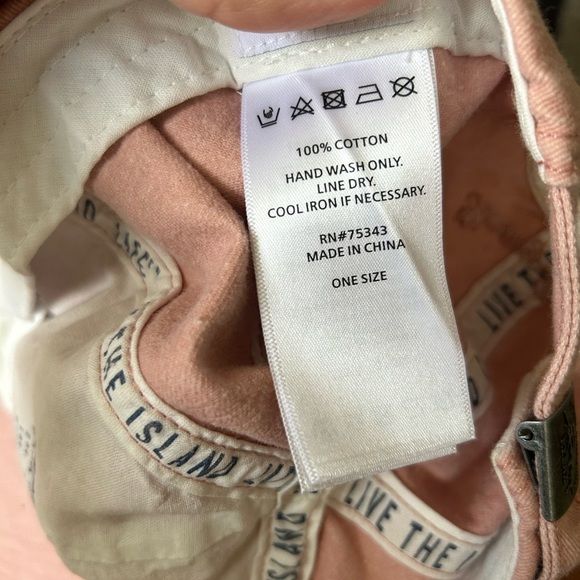 100% COTTON
HAND WASH ONLY.
LINE DRY.
COOL IRON IF NECESSARY.
RN#75343
MADE IN CHINA
ONE SIZE
LIVE THE
THE ISLAND
LIVE THE
ISLAND